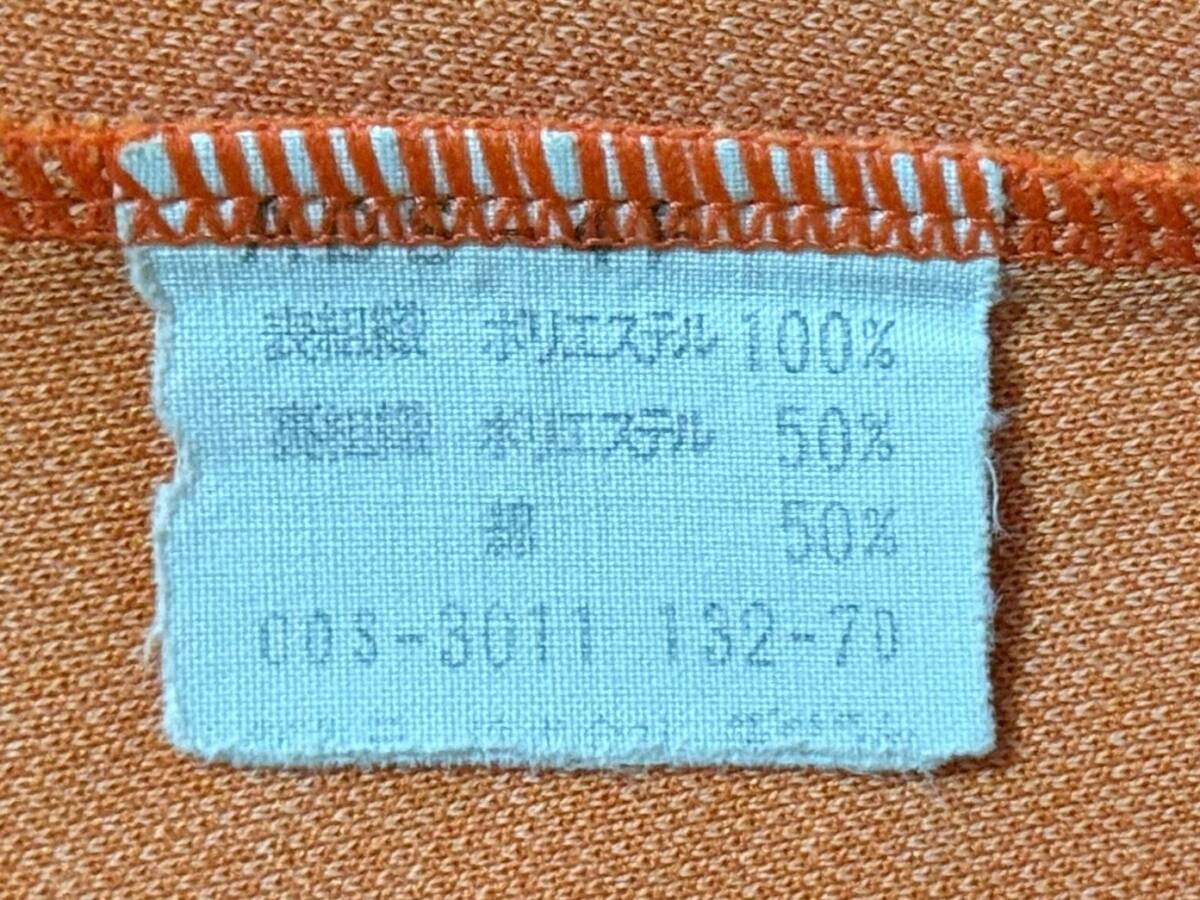 表組織 ポリエステル 100%
裏組織 ポリエステル 50%
綿 50%
003-3011 132-70